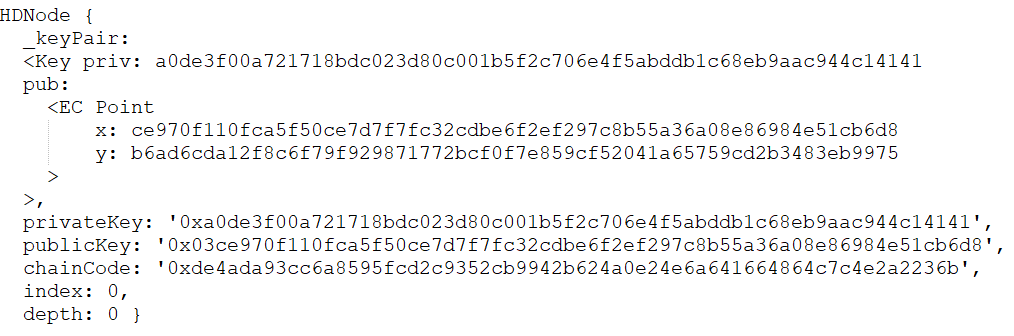 HDNode {
_keyPair:
<Key priv: a0de3f00a721718bdc023d80c001b5f2c706e4f5abddb1c68eb9aac944c14141
pub:
<EC Point
x: ce970f110fca5f50ce7d7f7fc32cdbe6f2ef297c8b55a36a08e86984e51cb6d8
y: b6ad6cda12f8c6f79f929871772bcf0f7e859cf52041a65759cd2b3483eb9975
>
>,
privateKey: '0xa0de3f00a721718bdc023d80c001b5f2c706e4f5abddb1c68eb9aac944c14141',
publicKey: '0x03ce970f110fca5f50ce7d7f7fc32cdbe6f2ef297c8b55a36a08e86984e51cb6d8',
chainCode: '0xde4ada93cc6a8595fcd2c9352cb9942b624a0e24e6a641664864c7c4e2a2236b',
index: 0,
depth: 0 }